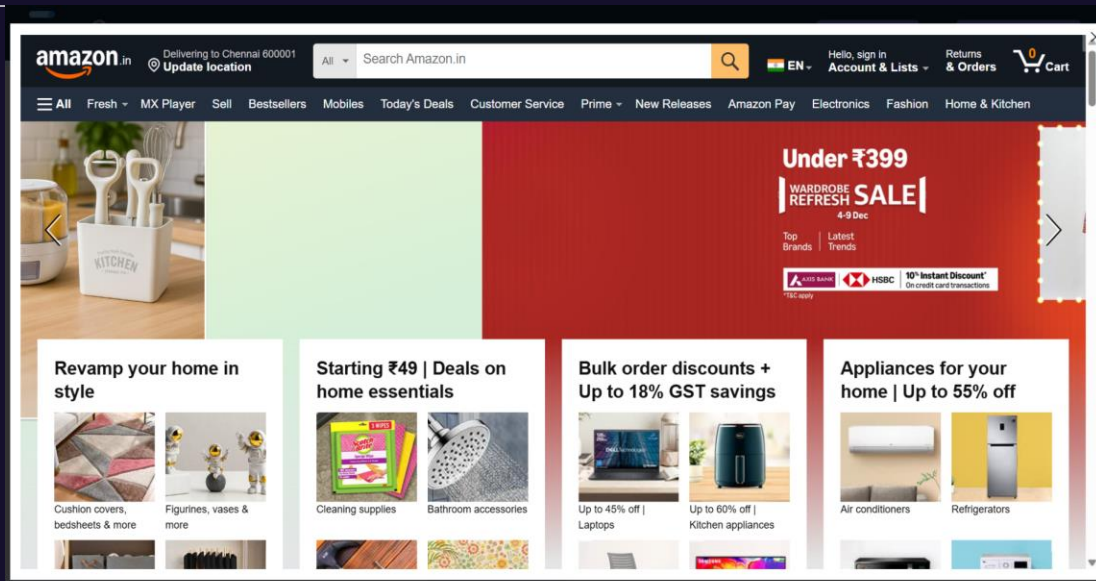 amazon.in
Delivering to Chennai 600001
Update location
All
Search Amazon.in
EN
Hello, sign in
Account & Lists
Returns
& Orders
0
Cart
All Fresh MX Player Sell Bestsellers Mobiles Today's Deals Customer Service Prime New Releases Amazon Pay Electronics Fashion Home & Kitchen
KITCHEN
Under ₹399
WARDROBE
REFRESH SALE
4-9 Dec
Top
Brands
Latest
Trends
AXIS BANK
HSBC
10% Instant Discount*
On credit card transactions
*T&C apply
Revamp your home in
style
Cushion covers,
bedsheets & more
Figurines, vases &
more
Starting ₹49 | Deals on
home essentials
3 WIPES
Scotch
Brite
Cleaning supplies
Bathroom accessories
Bulk order discounts +
Up to 18% GST savings
DELL Technologies
Up to 45% off |
Laptops
Up to 60% off |
Kitchen appliances
Appliances for your
home | Up to 55% off
Air conditioners
Refrigerators